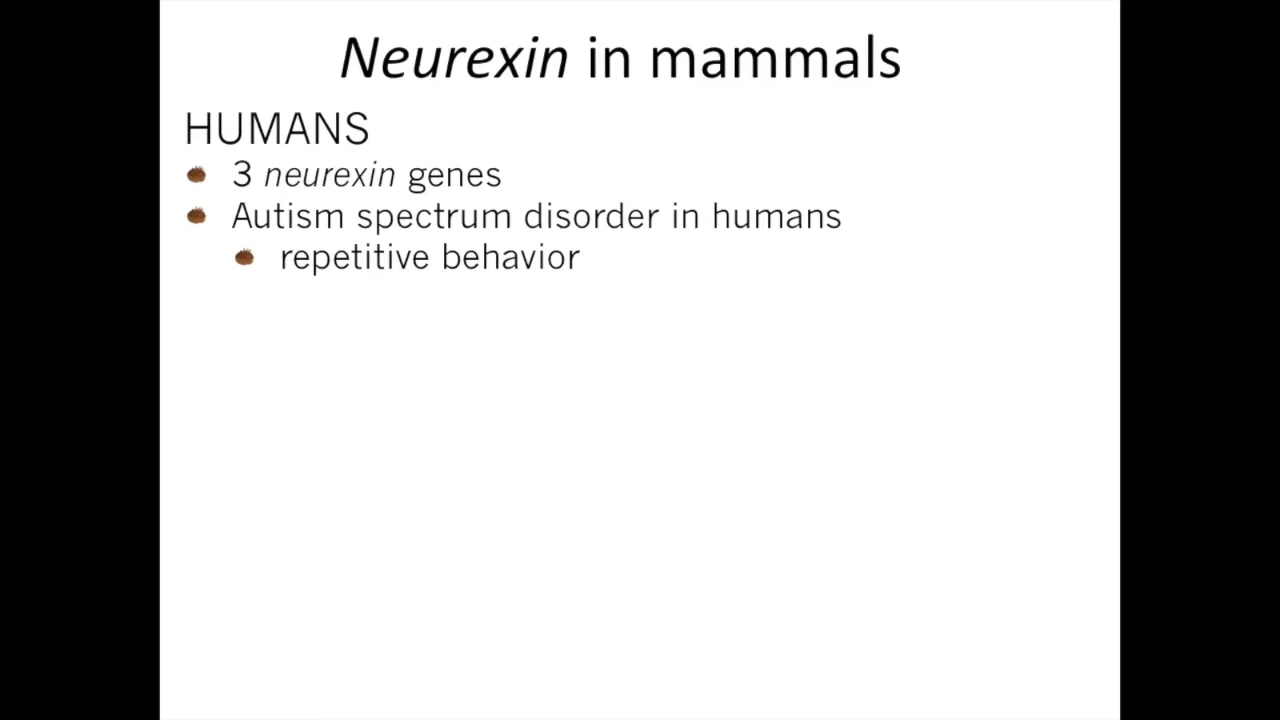 Neurexin in mammals
HUMANS
3 neurexin genes
Autism spectrum disorder in humans
repetitive behavior